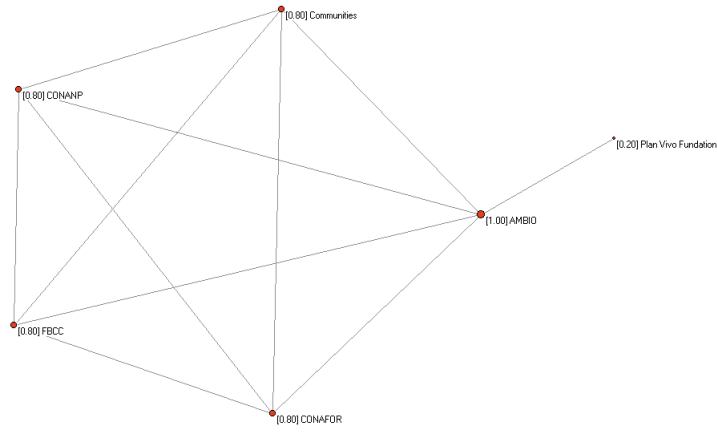 [0.80] Communities
[0.80] CONANP
[0.20] Plan Vivo Fundation
[1.00] AMBIO
[0.80] FBCC
[0.80] CONAFOR